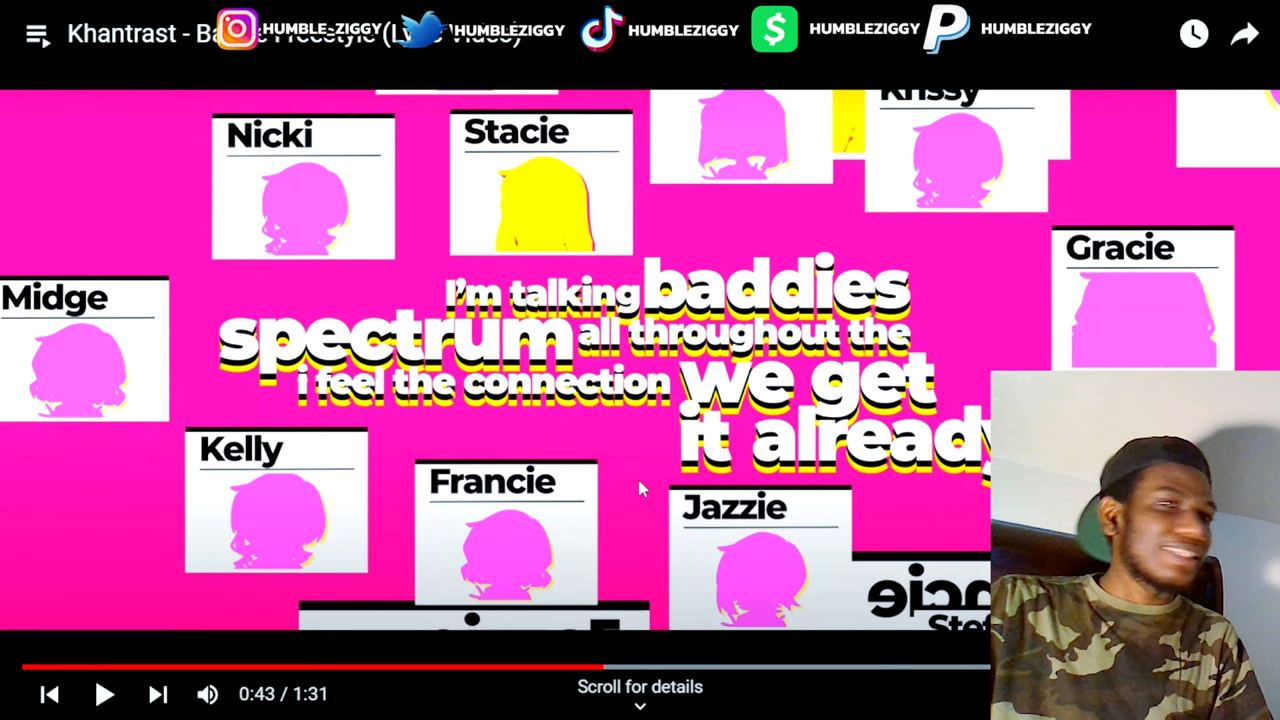 Khantrast - Ba
HUMBLE_ZIGGY
HUMBLEZIGGY
HUMBLEZIGGY
HUMBLEZIGGY
HUMBLEZIGGY
Nicki
Stacie
Krissy
Gracie
Midge
I'm talking baddies
spectrum all throughout the
i feel the connection we get
it already
Kelly
Francie
Jazzie
0:43 / 1:31
Scroll for details